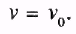 v = v₀.